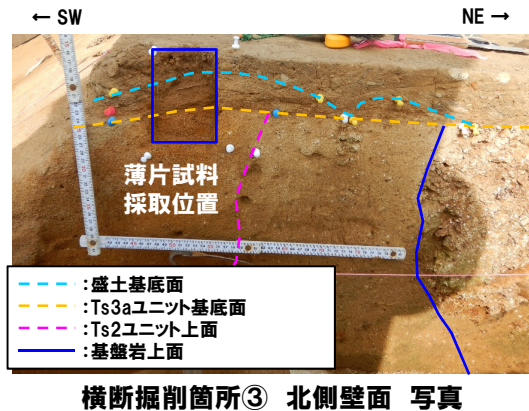 ← SW
NE →
薄片試料
採取位置
:盛土基底面
:Ts3aユニット基底面
:Ts2ユニット上面
:基盤岩上面
横断掘削箇所③ 北側壁面 写真